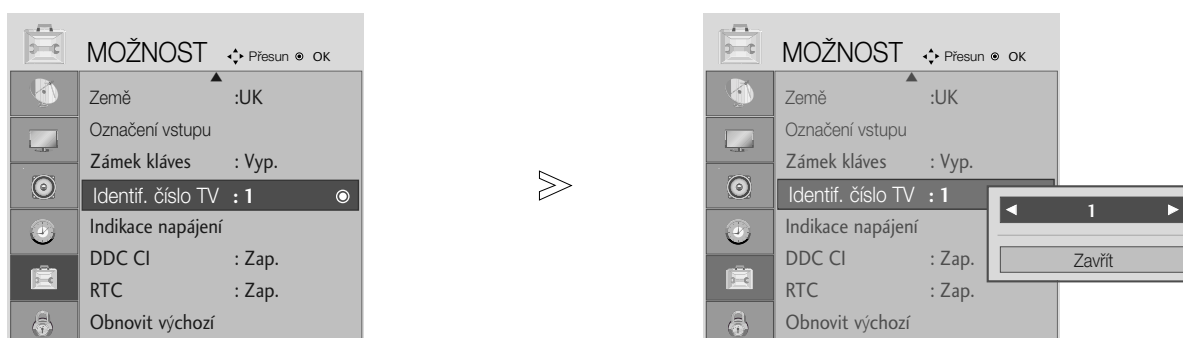 MOŽNOST Přesun OK
Země :UK
Označení vstupu
Zámek kláves : Vyp.
Identif. číslo TV : 1
Indikace napájení
DDC CI : Zap.
RTC : Zap.
Obnovit výchozí
MOŽNOST Přesun OK
Země :UK
Označení vstupu
Zámek kláves : Vyp.
Identif. číslo TV : 1
Indikace napájení
DDC CI : Zap.
RTC : Zap.
Obnovit výchozí
1
Zavřít